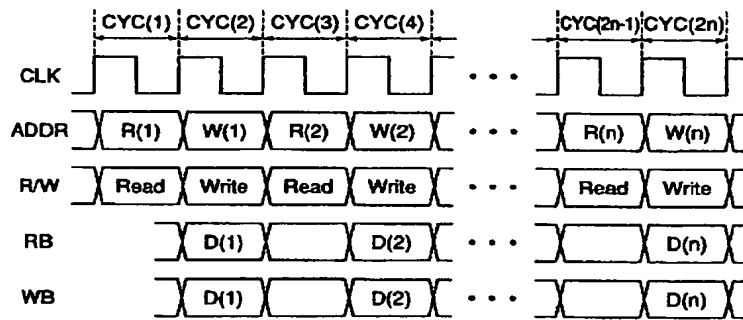 CYC(1) CYC(2) CYC(3) CYC(4) CYC(2n-1) CYC(2n)
CLK • • •
ADDR R(1) W(1) R(2) W(2) • • • R(n) W(n)
R/W Read Write Read Write • • • Read Write
RB D(1) D(2) • • • D(n)
WB D(1) D(2) • • • D(n)